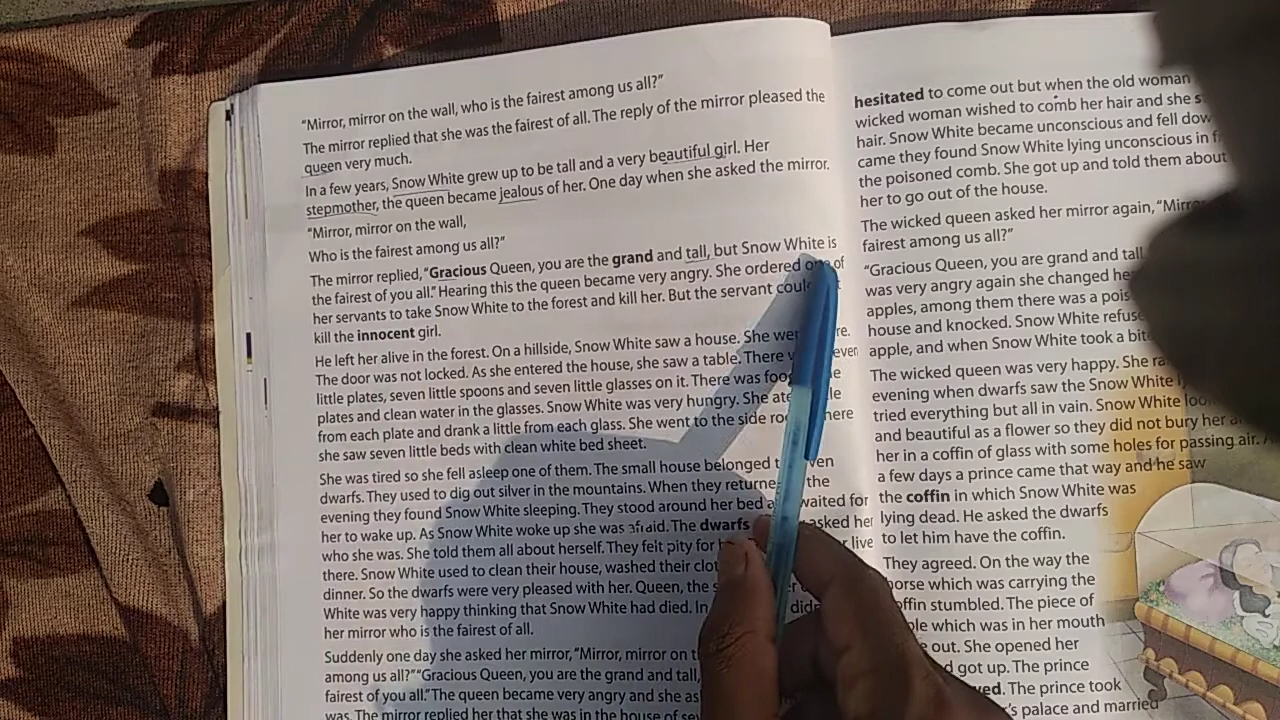 "Mirror, mirror on the wall, who is the fairest among us all?"
The mirror replied that she was the fairest of all. The reply of the mirror pleased the
queen very much.
In a few years, Snow White grew up to be tall and a very beautiful girl. Her
stepmother, the queen became jealous of her. One day when she asked the mirror.
"Mirror, mirror on the wall,
Who is the fairest among us all?"
The mirror replied, "Gracious Queen, you are the grand and tall, but Snow White is
the fairest of you all." Hearing this the queen became very angry. She ordered one of
her servants to take Snow White to the forest and kill her. But the servant
kill the innocent girl.
He left her alive in the forest. On a hillside, Snow White saw a house. She
The door was not locked. As she entered the house, she saw a table. There
little plates, seven little spoons and seven little glasses on it. There was
plates and clean water in the glasses. Snow White was very hungry. She ate
from each plate and drank a little from each glass. She went to the side
she saw seven little beds with clean white bed sheet.
She was tired so she fell asleep one of them. The small house belonged
dwarfs. They used to dig out silver in the mountains. When they the
evening they found Snow White sleeping. They stood around her bed waited for
her to wake up. As Snow White woke up she was afraid. The dwarfs asked her
who she was. She told them all about herself. They felt pity for live
there. Snow White used to clean their house, washed their
dinner. So the dwarfs were very pleased with her. Queen, the
White was very happy thinking that Snow White had died. In
her mirror who is the fairest of all.
Suddenly one day she asked her mirror, "Mirror, mirror on
among us all?" "Gracious Queen, you are the grand and tall,
fairest of you all." The queen became very angry and she
was. The mirror replied her that she was in the house of
hesitated to come out but when the old woman
wicked woman wished to comb her hair and she
hair. Snow White became unconscious and fell
came they found Snow White lying unconscious in
the poisoned comb. She got up and told them about
her to go out of the house.
The wicked queen asked her mirror again,
fairest among us all?"
"Gracious Queen, you are grand and tall
was very angry again she changed her
apples, among them there was a
house and knocked. Snow White
apple, and when Snow White took a
The wicked queen was very happy. She
evening when dwarfs saw the Snow White
tried everything but all in vain. Snow White
and beautiful as a flower so they did not bury her
her in a coffin of glass with some holes for passing air.
a few days a prince came that way and he saw
the coffin in which Snow White was
lying dead. He asked the dwarfs
to let him have the coffin.
They agreed. On the way the
horse which was carrying the
coffin stumbled. The piece of
which was in her mouth
out. She opened her
got up. The prince
The prince took
palace and married